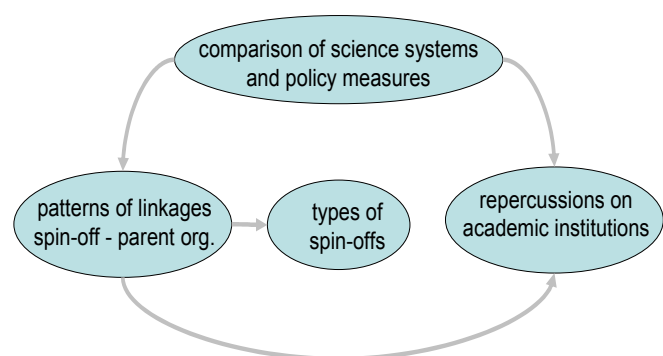 comparison of science systems
and policy measures
patterns of linkages
spin-off - parent org.
types of
spin-offs
repercussions on
academic institutions